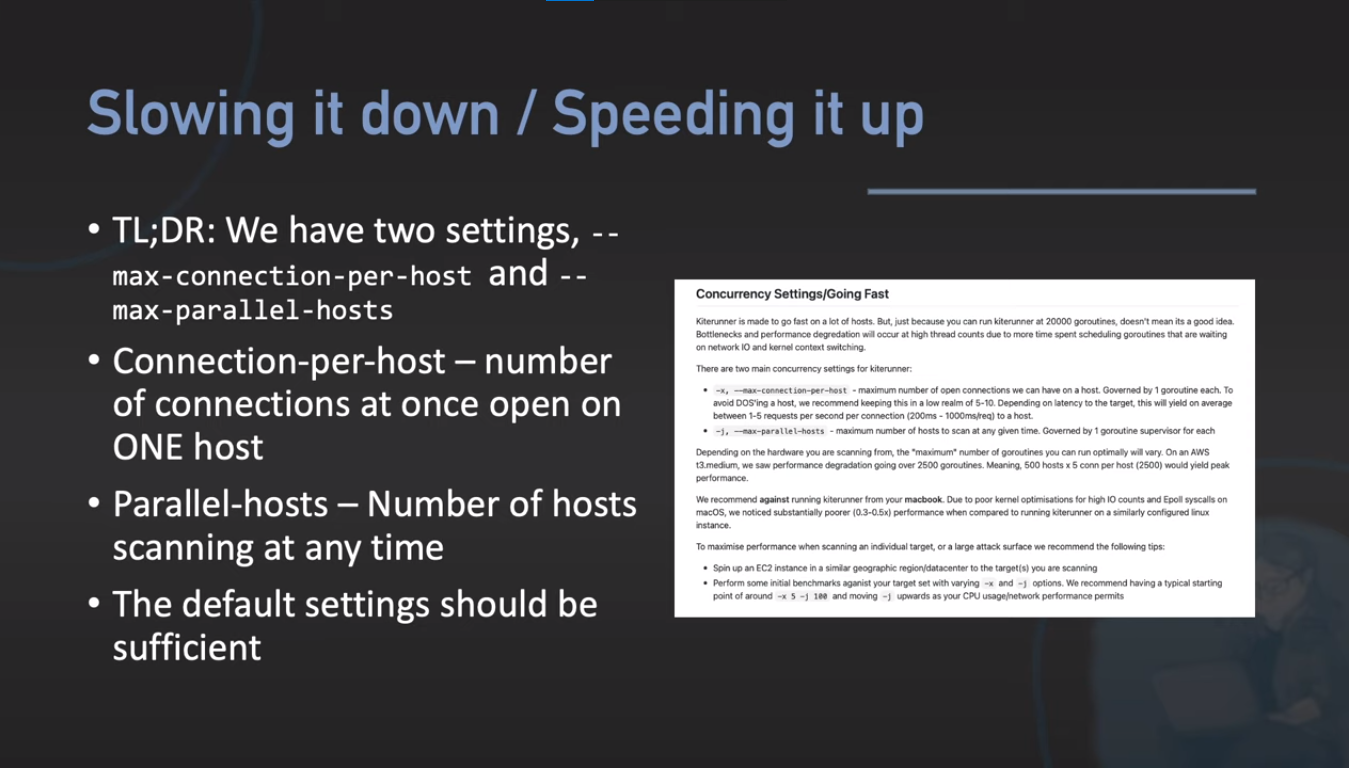 Slowing it down / Speeding it up
• TL;DR: We have two settings, --
max-connection-per-host and --
max-parallel-hosts
• Connection-per-host – number
of connections at once open on
ONE host
• Parallel-hosts – Number of hosts
scanning at any time
• The default settings should be
sufficient
Concurrency Settings/Going Fast
Kiterunner is made to go fast on a lot of hosts. But, just because you can run kiterunner at 20000 goroutines, doesn't mean its a good idea.
Bottlenecks and performance degredation will occur at high thread counts due to more time spent scheduling goroutines that are waiting
on network IO and kernel context switching.
There are two main concurrency settings for kiterunner:
• -x, --max-connection-per-host - maximum number of open connections we can have on a host. Governed by 1 goroutine each. To
avoid DOS'ing a host, we recommend keeping this in a low realm of 5-10. Depending on latency to the target, this will yield on average
between 1-5 requests per second per connection (200ms - 1000ms/req) to a host.
• -j, --max-parallel-hosts - maximum number of hosts to scan at any given time. Governed by 1 goroutine supervisor for each
Depending on the hardware you are scanning from, the "maximum" number of goroutines you can run optimally will vary. On an AWS
t3.medium, we saw performance degradation going over 2500 goroutines. Meaning, 500 hosts x 5 conn per host (2500) would yield peak
performance.
We recommend against running kiterunner from your macbook. Due to poor kernel optimisations for high IO counts and Epoll syscalls on
macOS, we noticed substantially poorer (0.3-0.5x) performance when compared to running kiterunner on a similarly configured linux
instance.
To maximise performance when scanning an individual target, or a large attack surface we recommend the following tips:
• Spin up an EC2 instance in a similar geographic region/datacenter to the target(s) you are scanning
• Perform some initial benchmarks aganist your target set with varying -x and -j options. We recommend having a typical starting
point of around -x 5 -j 100 and moving -j upwards as your CPU usage/network performance permits